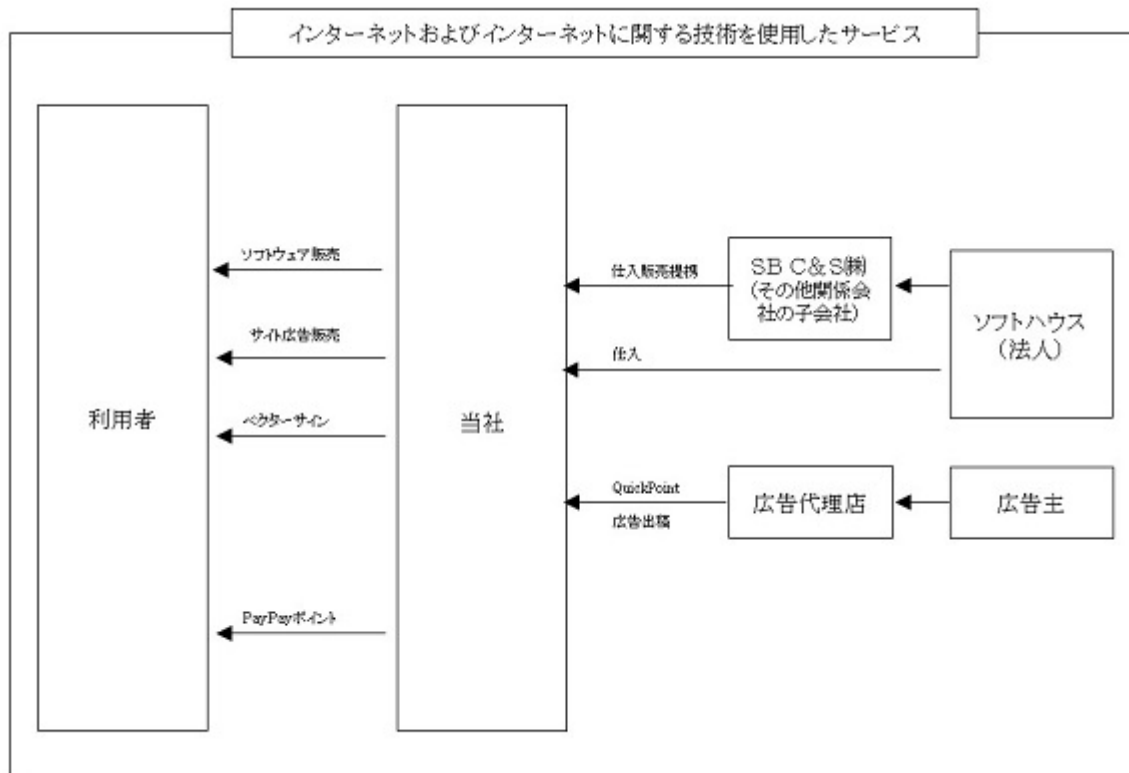 インターネットおよびインターネットに関する技術を使用したサービス
利用者
ソフトウェア販売
サイト広告販売
ベクターサイン
PayPayポイント
当社
仕入販売提携
仕入
QuickPoint
広告出稿
SB C&S㈱
(その他関係会
社の子会社)
広告代理店
ソフトハウス
(法人)
広告主